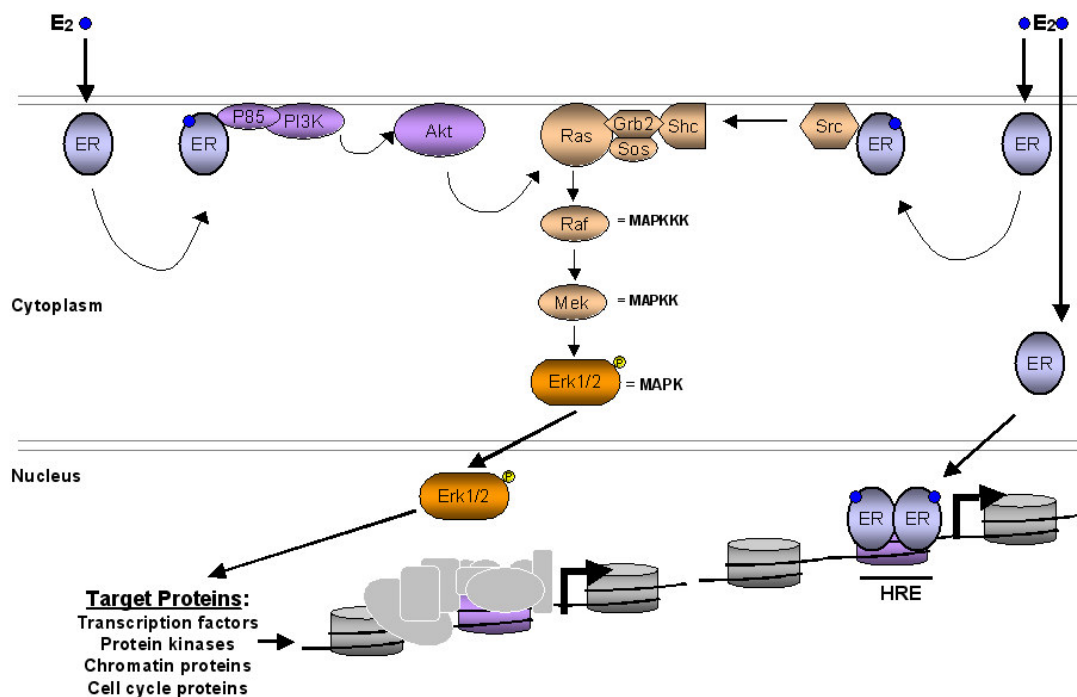 E2
E2
P85
PI3K
ER
ER
Akt
Ras
Grb2
Sos
Shc
Src
ER
ER
Raf
= MAPKKK
Cytoplasm
Mek
= MAPKK
ER
Erk1/2
P
= MAPK
Nucleus
Erk1/2
P
ER
ER
HRE
Target Proteins:
Transcription factors
Protein kinases
Chromatin proteins
Cell cycle proteins